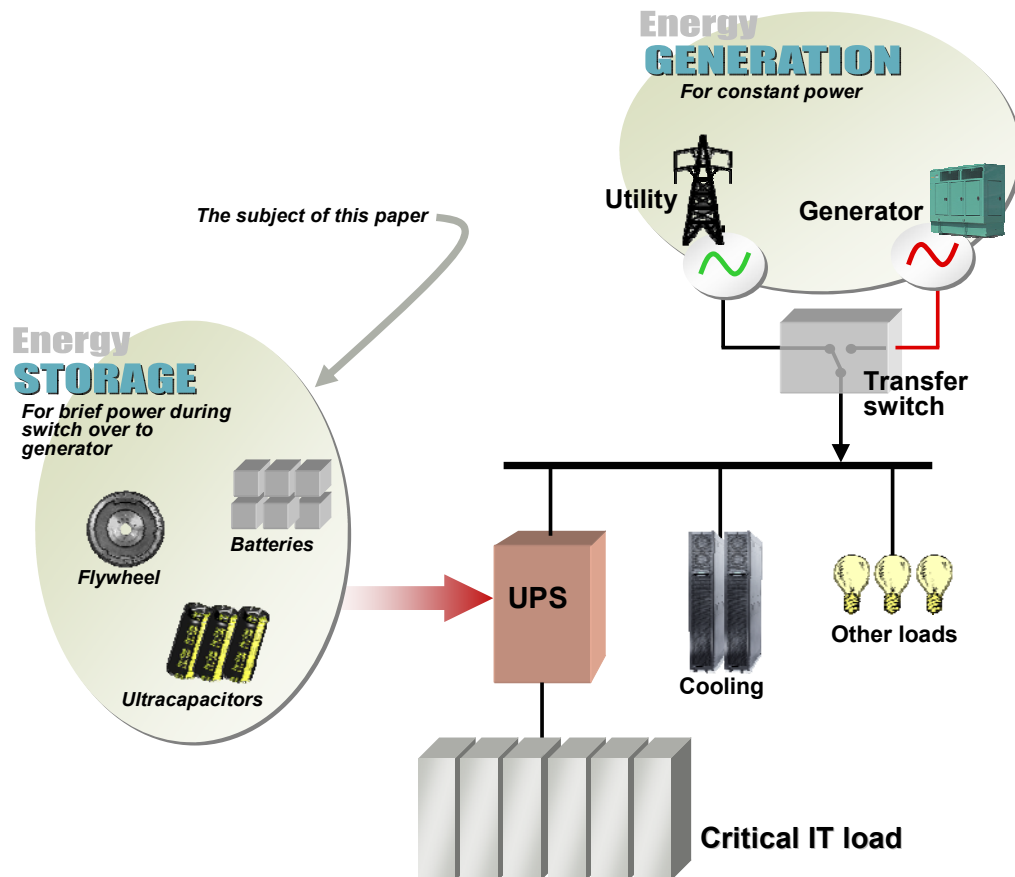 Energy
GENERATION
For constant power
Utility
Generator
The subject of this paper
Transfer
switch
Energy
STORAGE
For brief power during
switch over to
generator
Batteries
Flywheel
Ultracapacitors
UPS
Cooling
Other loads
Critical IT load